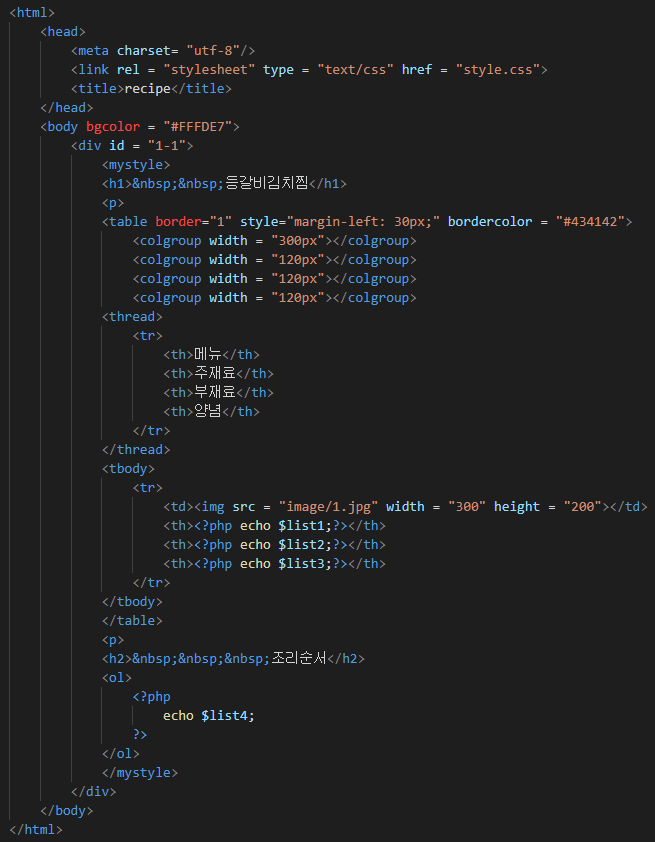 <html>
<head>
<meta charset= "utf-8"/>
<link rel = "stylesheet" type = "text/css" href = "style.css">
<title>recipe</title>
</head>
<body bgcolor = "#FFFDE7">
<div id = "1-1">
<mystyle>
<h1>&nbsp;&nbsp;등갈비김치찜</h1>
<p>
<table border="1" style="margin-left: 30px;" bordercolor = "#434142">
<colgroup width = "300px"></colgroup>
<colgroup width = "120px"></colgroup>
<colgroup width = "120px"></colgroup>
<colgroup width = "120px"></colgroup>
<thread>
<tr>
<th>메뉴</th>
<th>주재료</th>
<th>부재료</th>
<th>양념</th>
</tr>
</thread>
<tbody>
<tr>
<td><img src = "image/1.jpg" width = "300" height = "200"></td>
<th><?php echo $list1;?></th>
<th><?php echo $list2;?></th>
<th><?php echo $list3;?></th>
</tr>
</tbody>
</table>
<p>
<h2>&nbsp;&nbsp;&nbsp;조리순서</h2>
<ol>
<?php
echo $list4;
?>
</ol>
</mystyle>
</div>
</body>
</html>